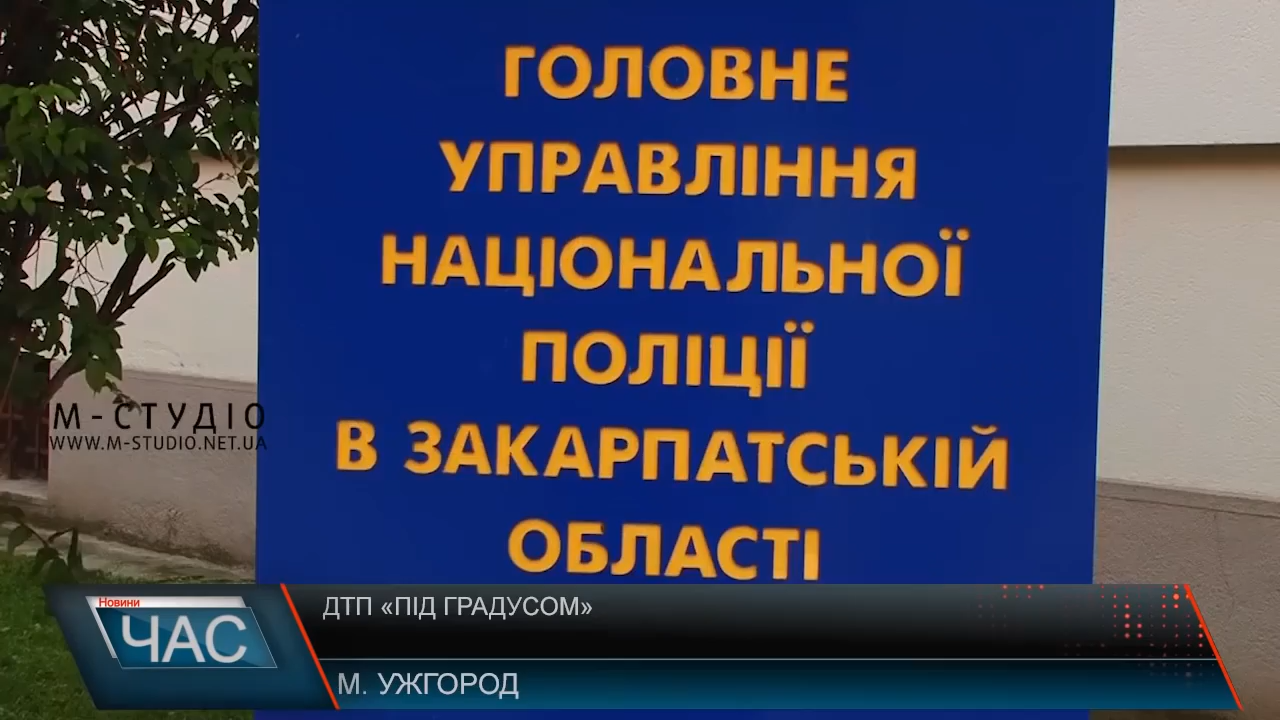 ГОЛОВНЕ
УПРАВЛІННЯ
НАЦІОНАЛЬНОЇ
ПОЛІЦІЇ
В ЗАКАРПАТСЬКІЙ
ОБЛАСТІ
М-СТУДІО
WWW.M-STUDIO.NET.UA
Новини
ЧАС
ДТП «ПІД ГРАДУСОМ»
М. УЖГОРОД